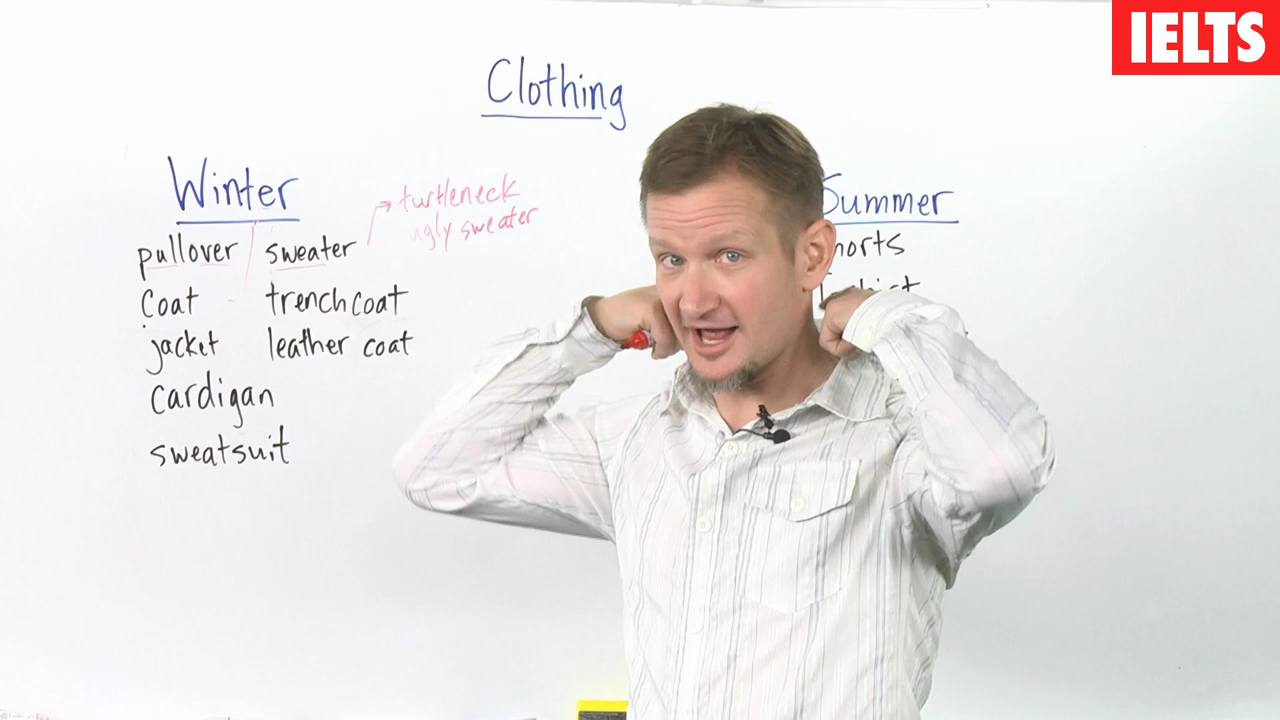 IELTS
Clothing
Winter
pullover sweater
turtleneck
ugly sweater
Coat trenchcoat
jacket leather coat
cardigan
sweatsuit
Summer